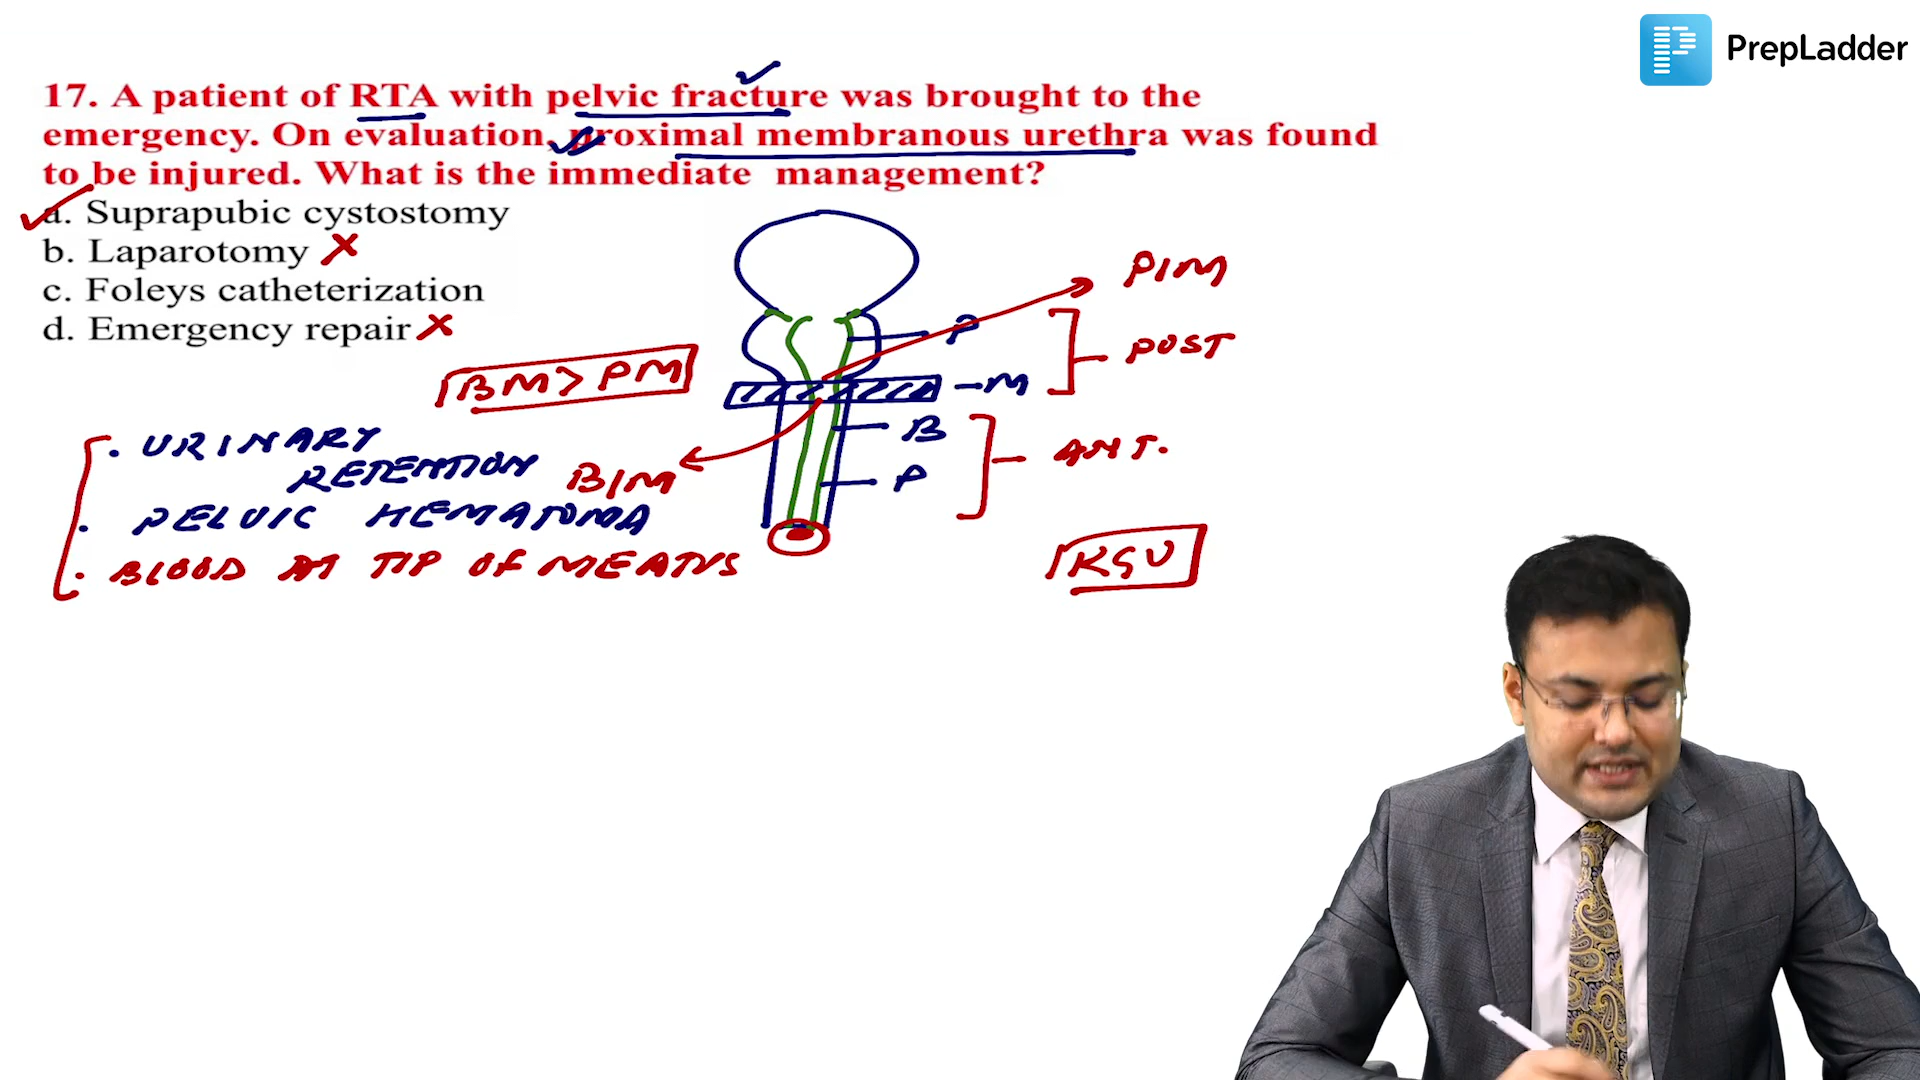 PrepLadder
17. A patient of RTA with pelvic fracture was brought to the
emergency. On evaluation, proximal membranous urethra was found
to be injured. What is the immediate management?
a. Suprapubic cystostomy
b. Laparotomy x
c. Foleys catheterization
d. Emergency repair x
P/M
P
POST
BM > PM
-M
B
ANT.
P
B/M
. URINARY
RETENTION
. PELVIC HEMATOMA
. BLOOD AT TIP OF MEATUS
RGU